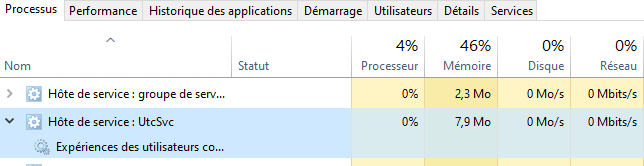 Processus Performance Historique des applications Démarrage Utilisateurs Détails Services
4% 46% 0% 0%
Nom Statut Processeur Mémoire Disque Réseau
Hôte de service : groupe de serv... 0% 2,3 Mo 0 Mo/s 0 Mbits/s
Hôte de service : UtcSvc 0% 7,9 Mo 0 Mo/s 0 Mbits/s
Expériences des utilisateurs co...